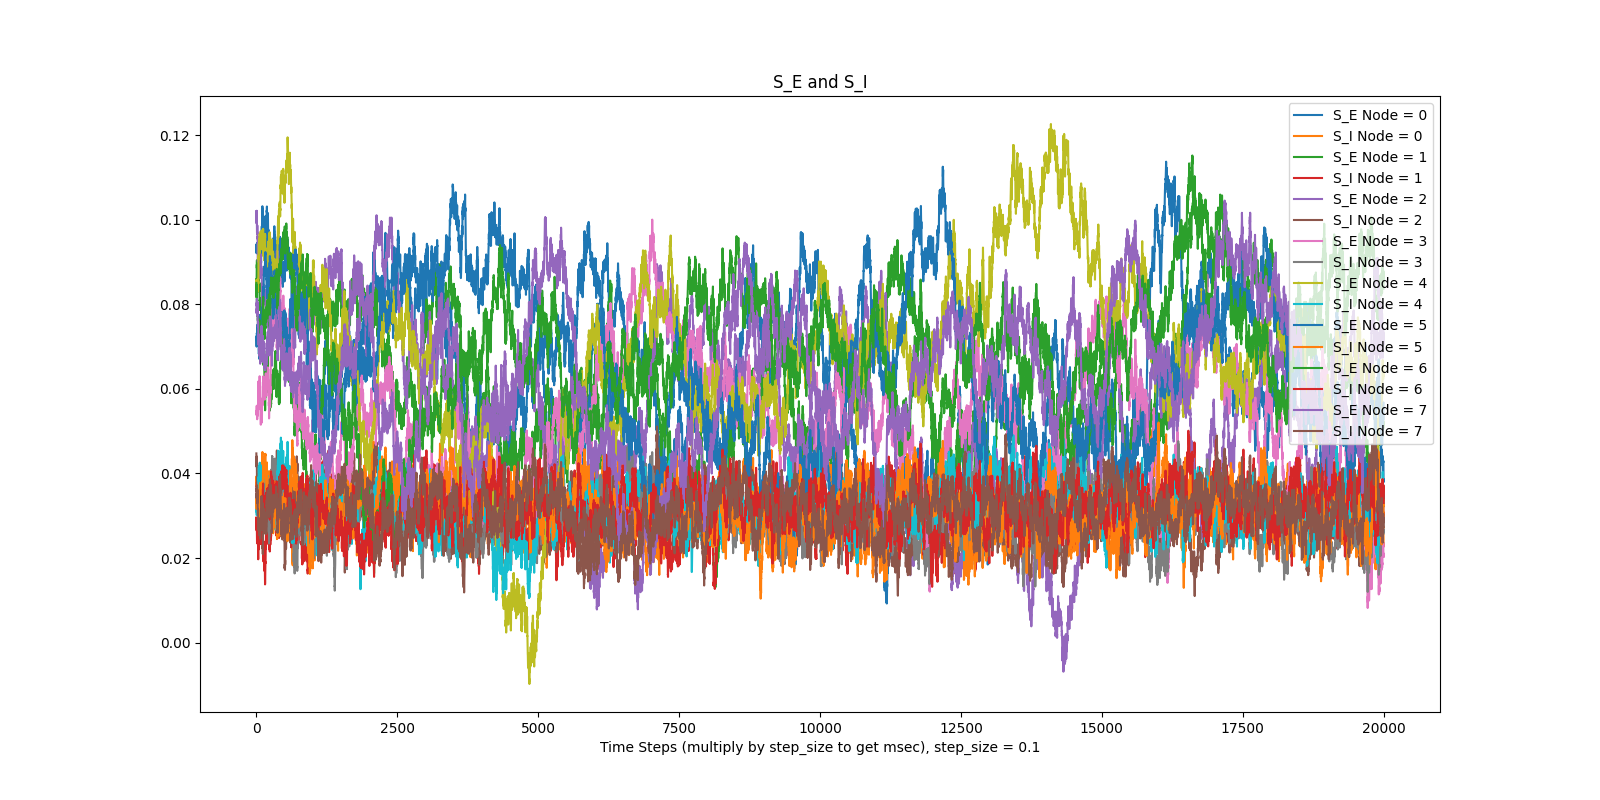 S_E and S_I
0.12
0.10
0.08
0.06
0.04
0.02
0.00
S_E Node = 0
S_I Node = 0
S_E Node = 1
S_I Node = 1
S_E Node = 2
S_I Node = 2
S_E Node = 3
S_I Node = 3
S_E Node = 4
S_I Node = 4
S_E Node = 5
S_I Node = 5
S_E Node = 6
S_I Node = 6
S_E Node = 7
S_I Node = 7
0 2500 5000 7500 10000 12500 15000 17500 20000
Time Steps (multiply by step_size to get msec), step_size = 0.1